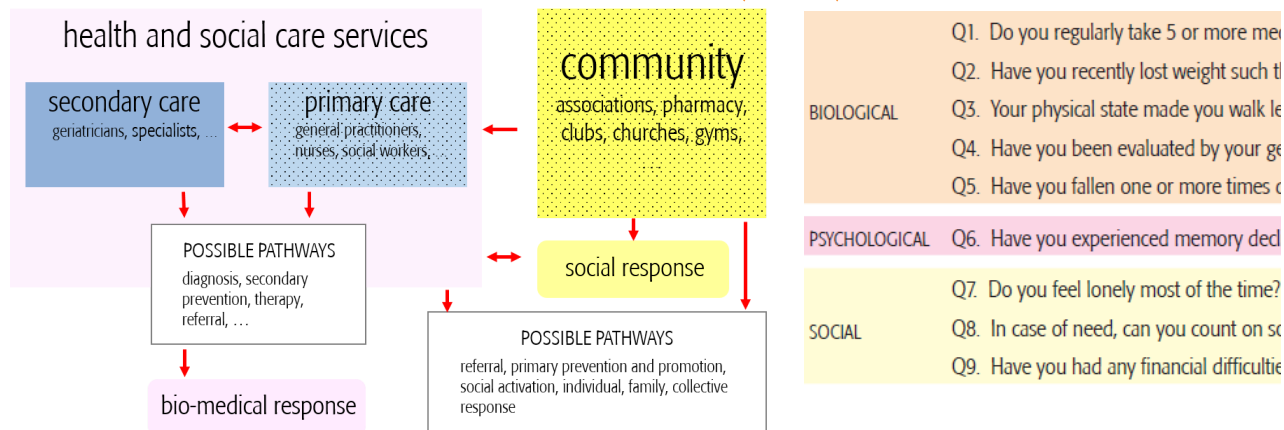 health and social care services
secondary care
geriatricians, specialists, ...
primary care
general practitioners,
nurses, social workers, ...
community
associations, pharmacy,
clubs, churches, gyms,
...
POSSIBLE PATHWAYS
diagnosis, secondary
prevention, therapy,
referral, ...
bio-medical response
social response
POSSIBLE PATHWAYS
referral, primary prevention and promotion,
social activation, individual, family, collective
response
BIOLOGICAL
Q1. Do you regularly take 5 or more
Q2. Have you recently lost weight such
Q3. Your physical state made you walk
Q4. Have you been evaluated by your
Q5. Have you fallen one or more times
PSYCHOLOGICAL
Q6. Have you experienced memory
SOCIAL
Q7. Do you feel lonely most of the time?
Q8. In case of need, can you count on
Q9. Have you had any financial